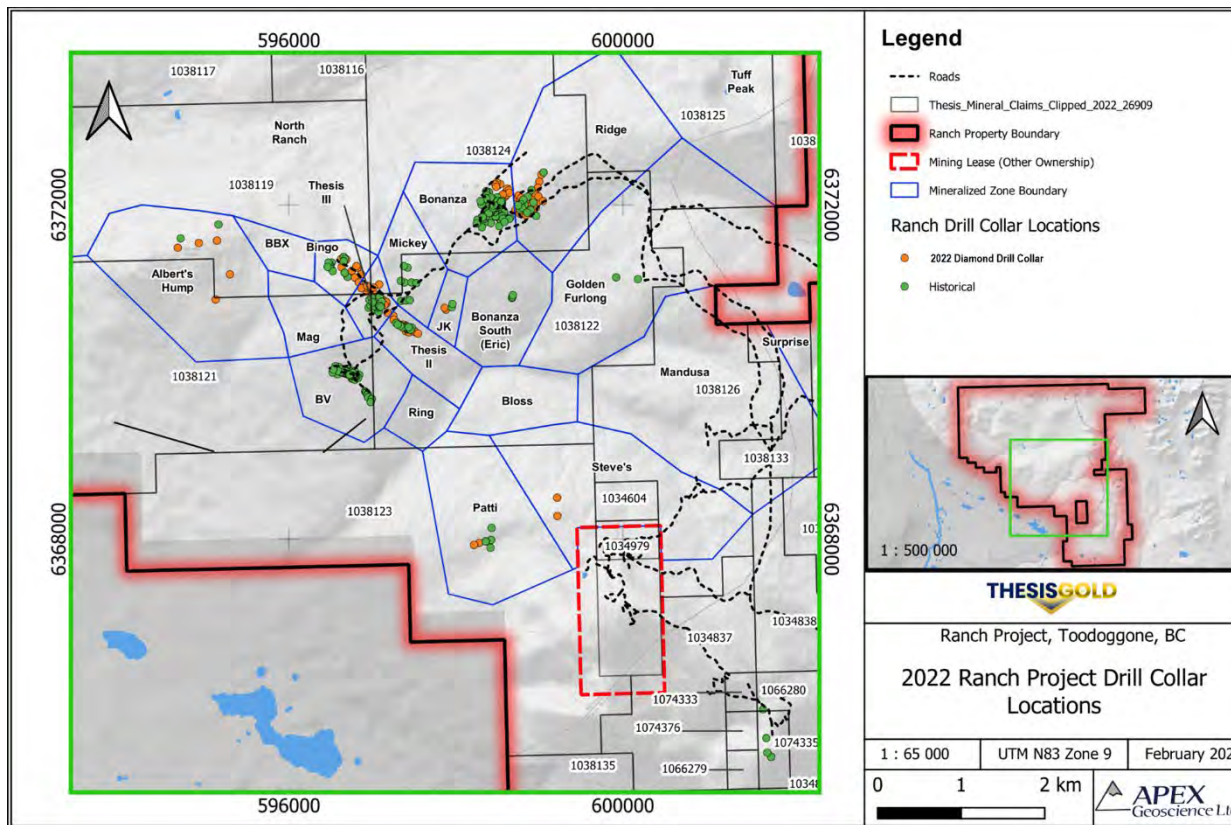 596000
600000
1038117
1038116
Tuff
Peak
1038125
North
Ranch
Ridge
1038124
1038119
Thesis
III
Bonanza
6372000
6372000
BBX
Bingo
Mickey
Albert's
Hump
Golden
Furlong
Bonanza
South
(Eric)
JK
1038122
Mag
Thesis
II
Surprise
1038121
Mandusa
1038126
BV
Ring
Bloss
1038133
Steve's
1034604
1038123
Patti
6368000
6368000
1034979
1034838
1034837
1066280
1074333
1074376
1074335
1038135
1066279
596000
600000
Legend
Roads
Thesis_Mineral_Claims_Clipped_2022_26909
Ranch Property Boundary
Mining Lease (Other Ownership)
Mineralized Zone Boundary
Ranch Drill Collar Locations
2022 Diamond Drill Collar
Historical
1 : 500 000
THESISGOLD
Ranch Project, Toodoggone, BC
2022 Ranch Project Drill Collar
Locations
1 : 65 000
UTM N83 Zone 9
February 202
0 1 2 km
APEX
Geoscience Lt